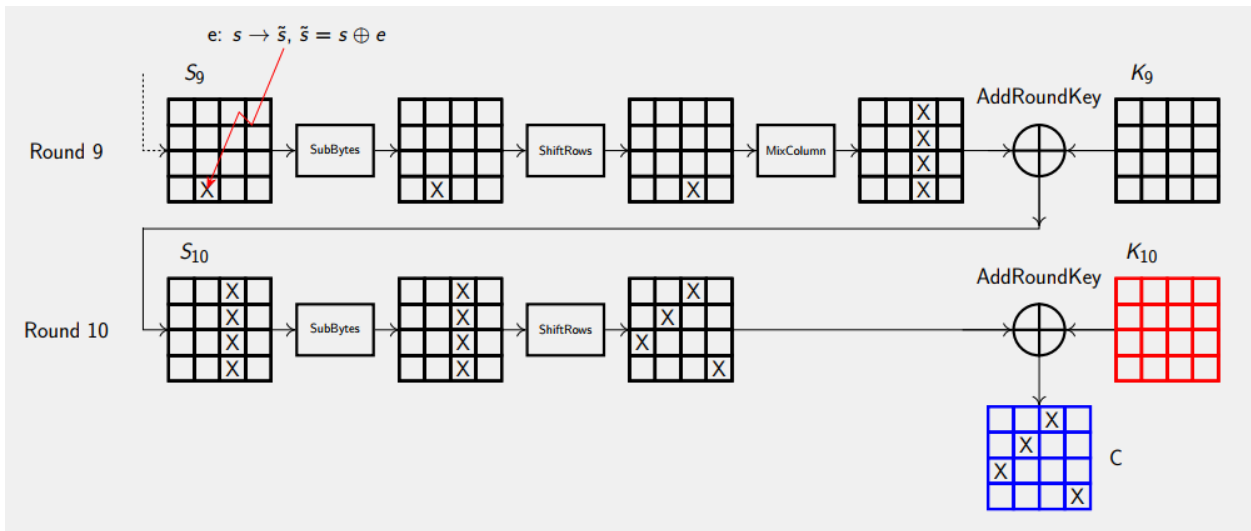 e: s → s̃, s̃ = s ⊕ e
S₉
K₉
AddRoundKey
Round 9
SubBytes
ShiftRows
MixColumn
X
X
X
X
X
X
X
S₁₀
K₁₀
AddRoundKey
Round 10
SubBytes
ShiftRows
X X X
X X X
X X X
X X X
X
X
X
X
C